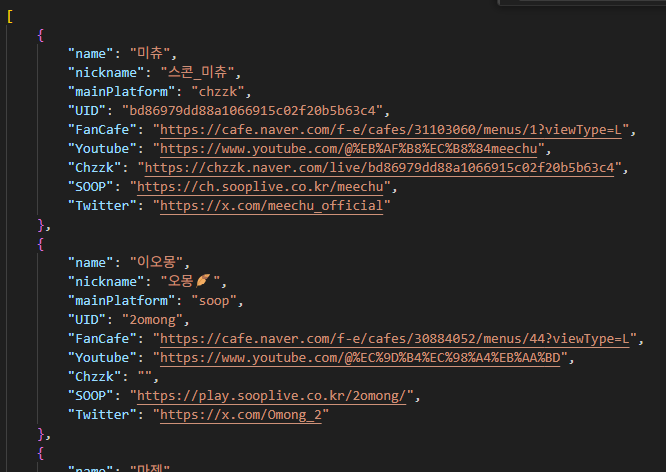 [
{
"name": "미츄",
"nickname": "스콘_미츄",
"mainPlatform": "chzzk",
"UID": "bd86979dd88a1066915c02f20b5b63c4",
"FanCafe": "https://cafe.naver.com/f-e/cafes/31103060/menus/1?viewType=L",
"Youtube": "https://www.youtube.com/@%EB%AF%B8%EC%B8%84meechu",
"Chzzk": "https://chzzk.naver.com/live/bd86979dd88a1066915c02f20b5b63c4",
"SOOP": "https://ch.sooplive.co.kr/meechu",
"Twitter": "https://x.com/meechu_official"
},
{
"name": "이오몽",
"nickname": "오몽🍠",
"mainPlatform": "soop",
"UID": "2omong",
"FanCafe": "https://cafe.naver.com/f-e/cafes/30884052/menus/44?viewType=L",
"Youtube": "https://www.youtube.com/@%EC%9D%B4%EC%98%A4%EB%AA%BD",
"Chzzk": "",
"SOOP": "https://play.sooplive.co.kr/2omong/",
"Twitter": "https://x.com/Omong_2"
},
{
"name": "마젠"